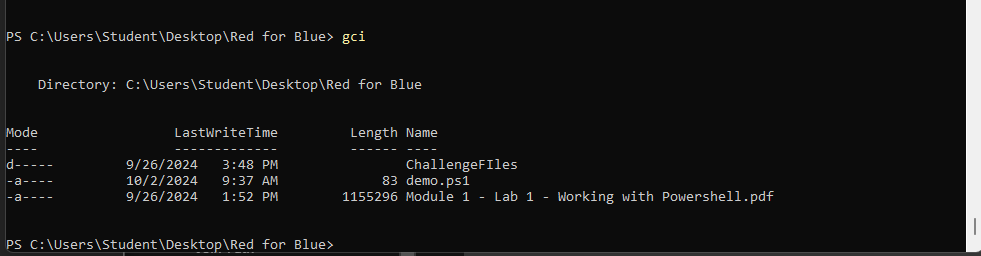 PS C:\Users\Student\Desktop\Red for Blue> gci
Directory: C:\Users\Student\Desktop\Red for Blue
Mode LastWriteTime Length Name
---- ------------- ------ ----
d----- 9/26/2024 3:48 PM ChallengeFIles
-a---- 10/2/2024 9:37 AM 83 demo.ps1
-a---- 9/26/2024 1:52 PM 1155296 Module 1 - Lab 1 - Working with Powershell.pdf
PS C:\Users\Student\Desktop\Red for Blue>